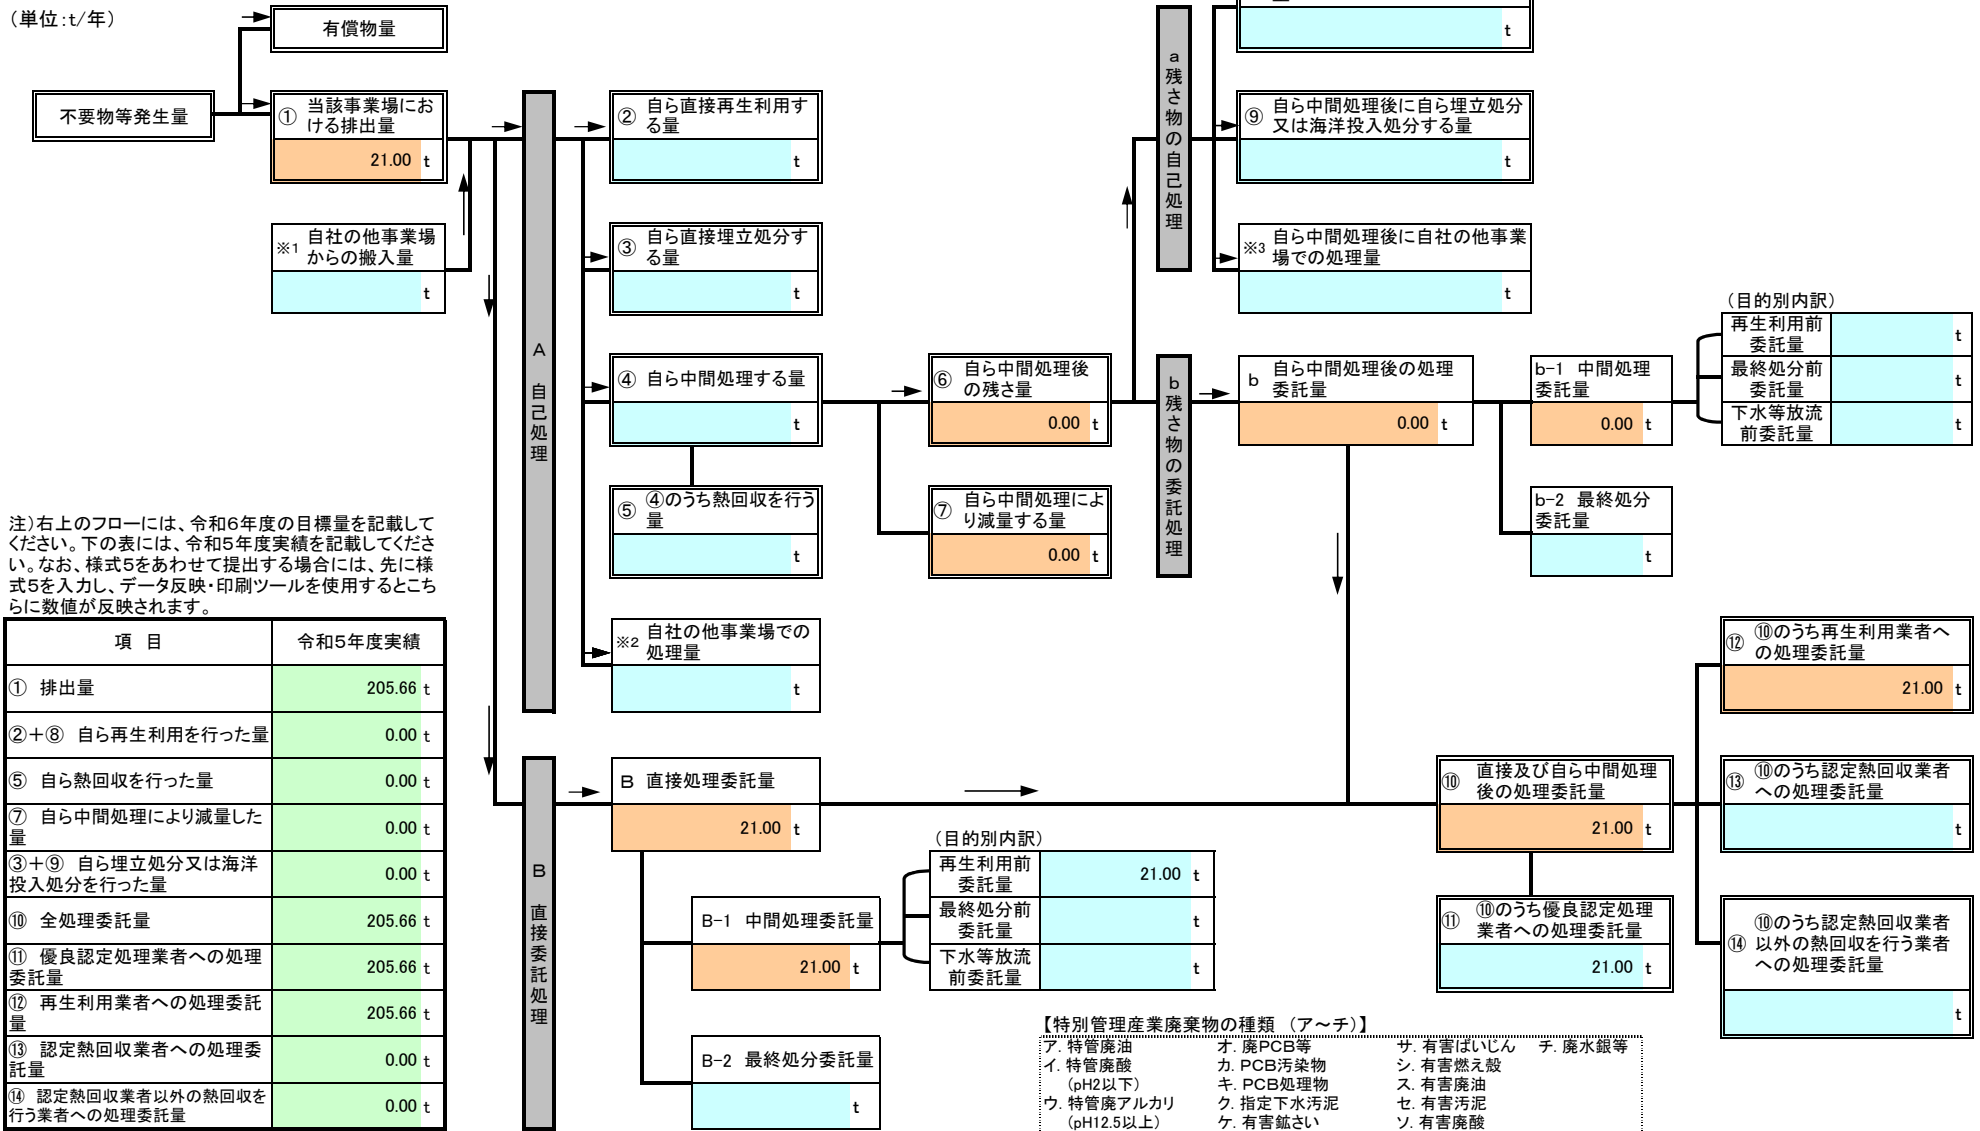 （単位:t/年）
有償物量
不要物等発生量
① 当該事業場にお
ける排出量
21.00 t
※1 自社の他事業場
からの搬入量
t
A 自己処理
② 自ら直接再生利用す
る量
t
③ 自ら直接埋立処分す
る量
t
④ 自ら中間処理する量
t
⑤ ④のうち熱回収を行う
量
t
※2 自社の他事業場での
処理量
t
⑥ 自ら中間処理後
の残さ量
0.00 t
⑦ 自ら中間処理によ
り減量する量
0.00 t
a 残さ物の自己処理
t
⑨ 自ら中間処理後に自ら埋立処分
又は海洋投入処分する量
t
※3 自ら中間処理後に自社の他事業
場での処理量
t
b 残さ物の委託処理
b 自ら中間処理後の処理
委託量
0.00 t
b-1 中間処理
委託量
0.00 t
b-2 最終処分
委託量
t
（目的別内訳）
再生利用前
委託量 t
最終処分前
委託量 t
下水等放流
前委託量 t
注）右上のフローには、令和6年度の目標量を記載して
ください。下の表には、令和5年度実績を記載してくださ
い。なお、様式5をあわせて提出する場合には、先に様
式5を入力し、データ反映・印刷ツールを使用するとこち
らに数値が反映されます。
項 目 令和5年度実績
① 排出量 205.66 t
②+⑧ 自ら再生利用を行った量 0.00 t
⑤ 自ら熱回収を行った量 0.00 t
⑦ 自ら中間処理により減量した
量 0.00 t
③+⑨ 自ら埋立処分又は海洋
投入処分を行った量 0.00 t
⑩ 全処理委託量 205.66 t
⑪ 優良認定処理業者への処理
委託量 205.66 t
⑫ 再生利用業者への処理委託
量 205.66 t
⑬ 認定熱回収業者への処理委
託量 0.00 t
⑭ 認定熱回収業者以外の熱回収を
行う業者への処理委託量 0.00 t
B 直接委託処理
B 直接処理委託量
21.00 t
B-1 中間処理委託量
21.00 t
B-2 最終処分委託量
t
（目的別内訳）
再生利用前
委託量 21.00 t
最終処分前
委託量 t
下水等放流
前委託量 t
⑩ 直接及び自ら中間処理
後の処理委託量
21.00 t
⑪ ⑩のうち優良認定処理
業者への処理委託量
21.00 t
⑫ ⑩のうち再生利用業者へ
の処理委託量
21.00 t
⑬ ⑩のうち認定熱回収業者
への処理委託量
t
⑭ ⑩のうち認定熱回収業者
以外の熱回収を行う業者
への処理委託量
t
【特別管理産業廃棄物の種類 （ア～チ）】
ア. 特管廃油 オ. 廃PCB等 サ. 有害ばいじん チ. 廃水銀等
イ. 特管廃酸 カ. PCB汚染物 シ. 有害燃え殻
（pH2以下） キ. PCB処理物 ス. 有害廃油
ウ. 特管廃アルカリ ク. 指定下水汚泥 セ. 有害汚泥
（pH12.5以上） ケ. 有害鉱さい ソ. 有害廃酸